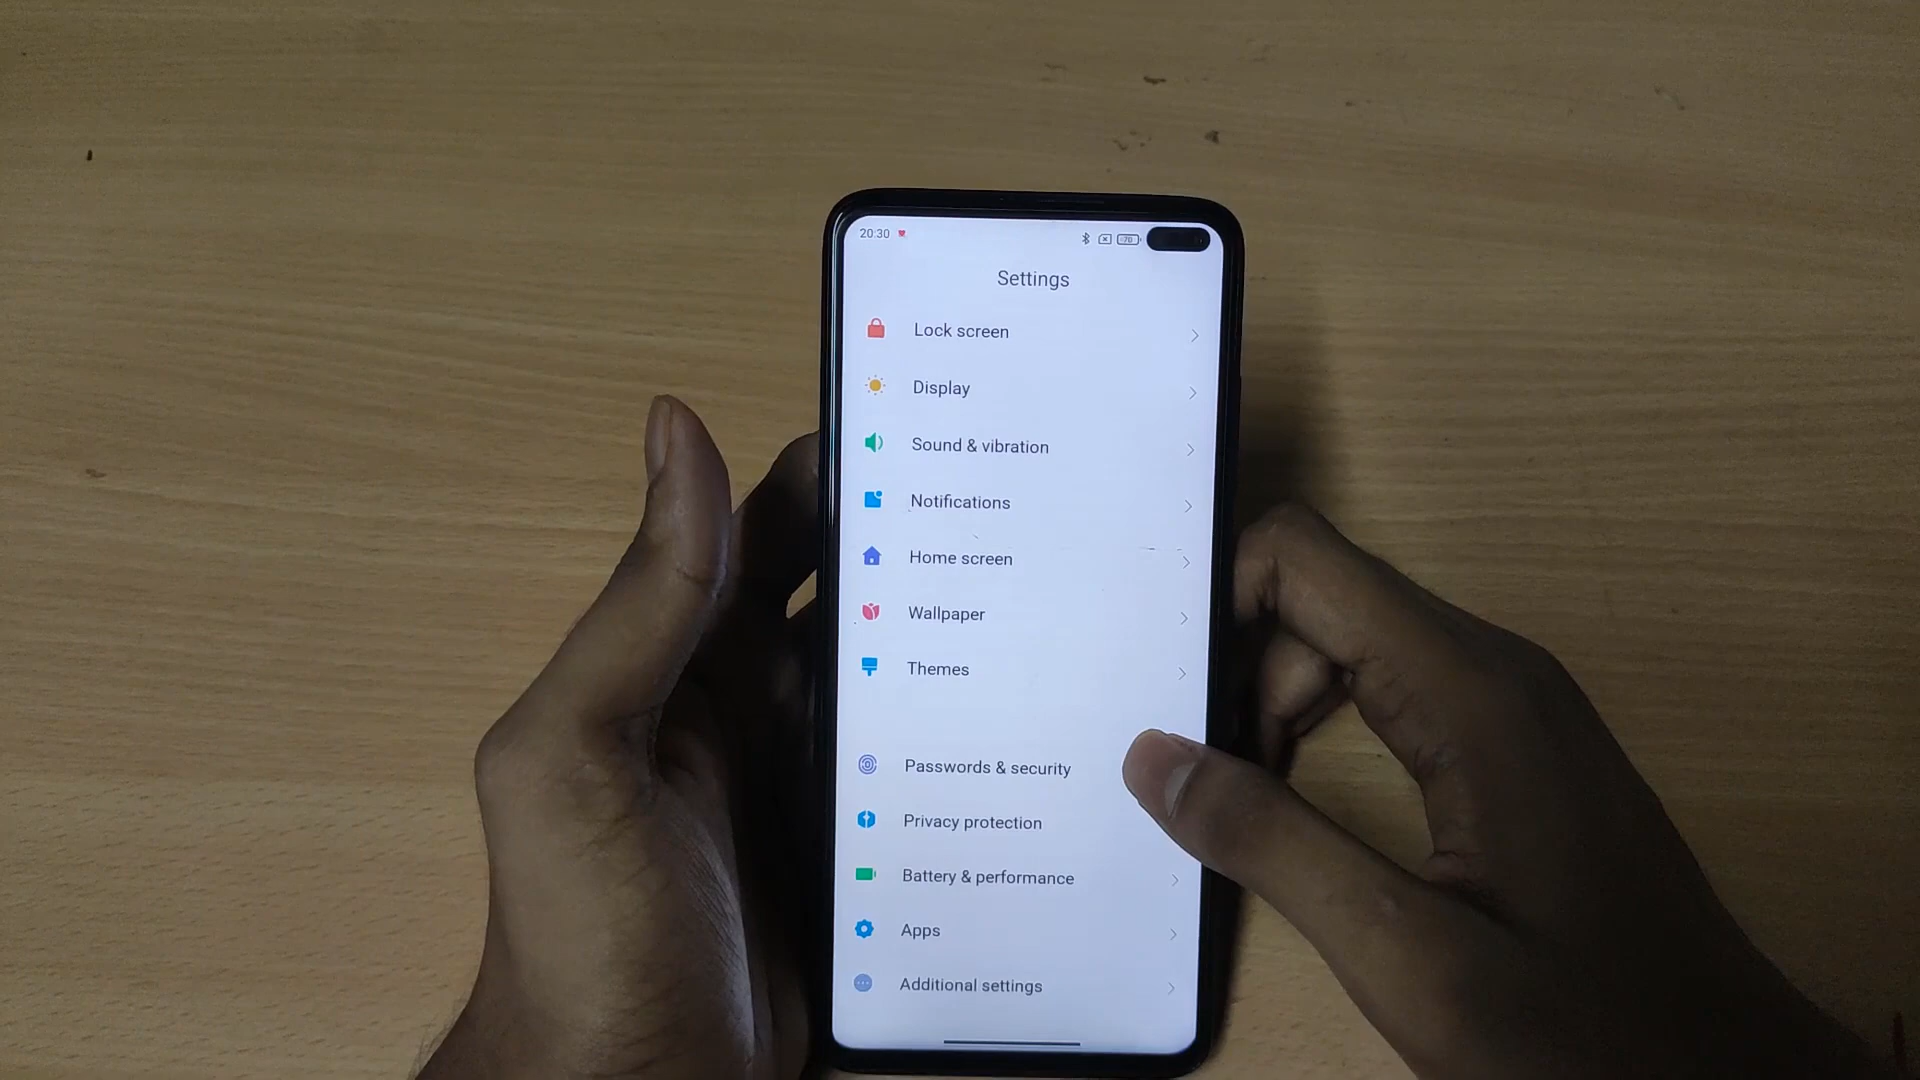 20:30
70
Settings
Lock screen
Display
Sound & vibration
Notifications
Home screen
Wallpaper
Themes
Passwords & security
Privacy protection
Battery & performance
Apps
Additional settings